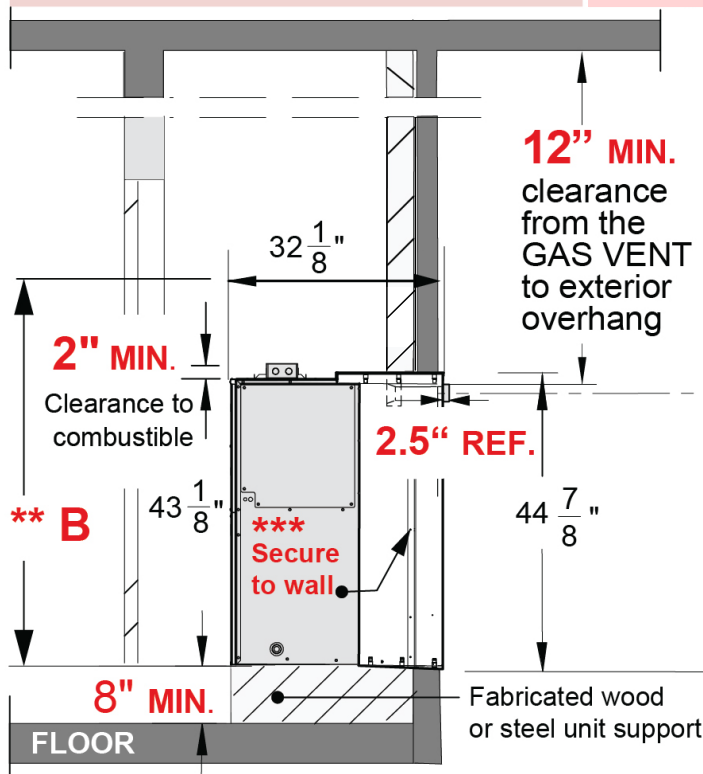 12” MIN.
clearance
from the
GAS VENT
to exterior
overhang
32 1/8 "
2" MIN.
Clearance to
combustible
2.5“ REF.
** B
43 1/8 "
***
Secure
to wall
44 7/8 "
8" MIN.
Fabricated wood
or steel unit support
FLOOR